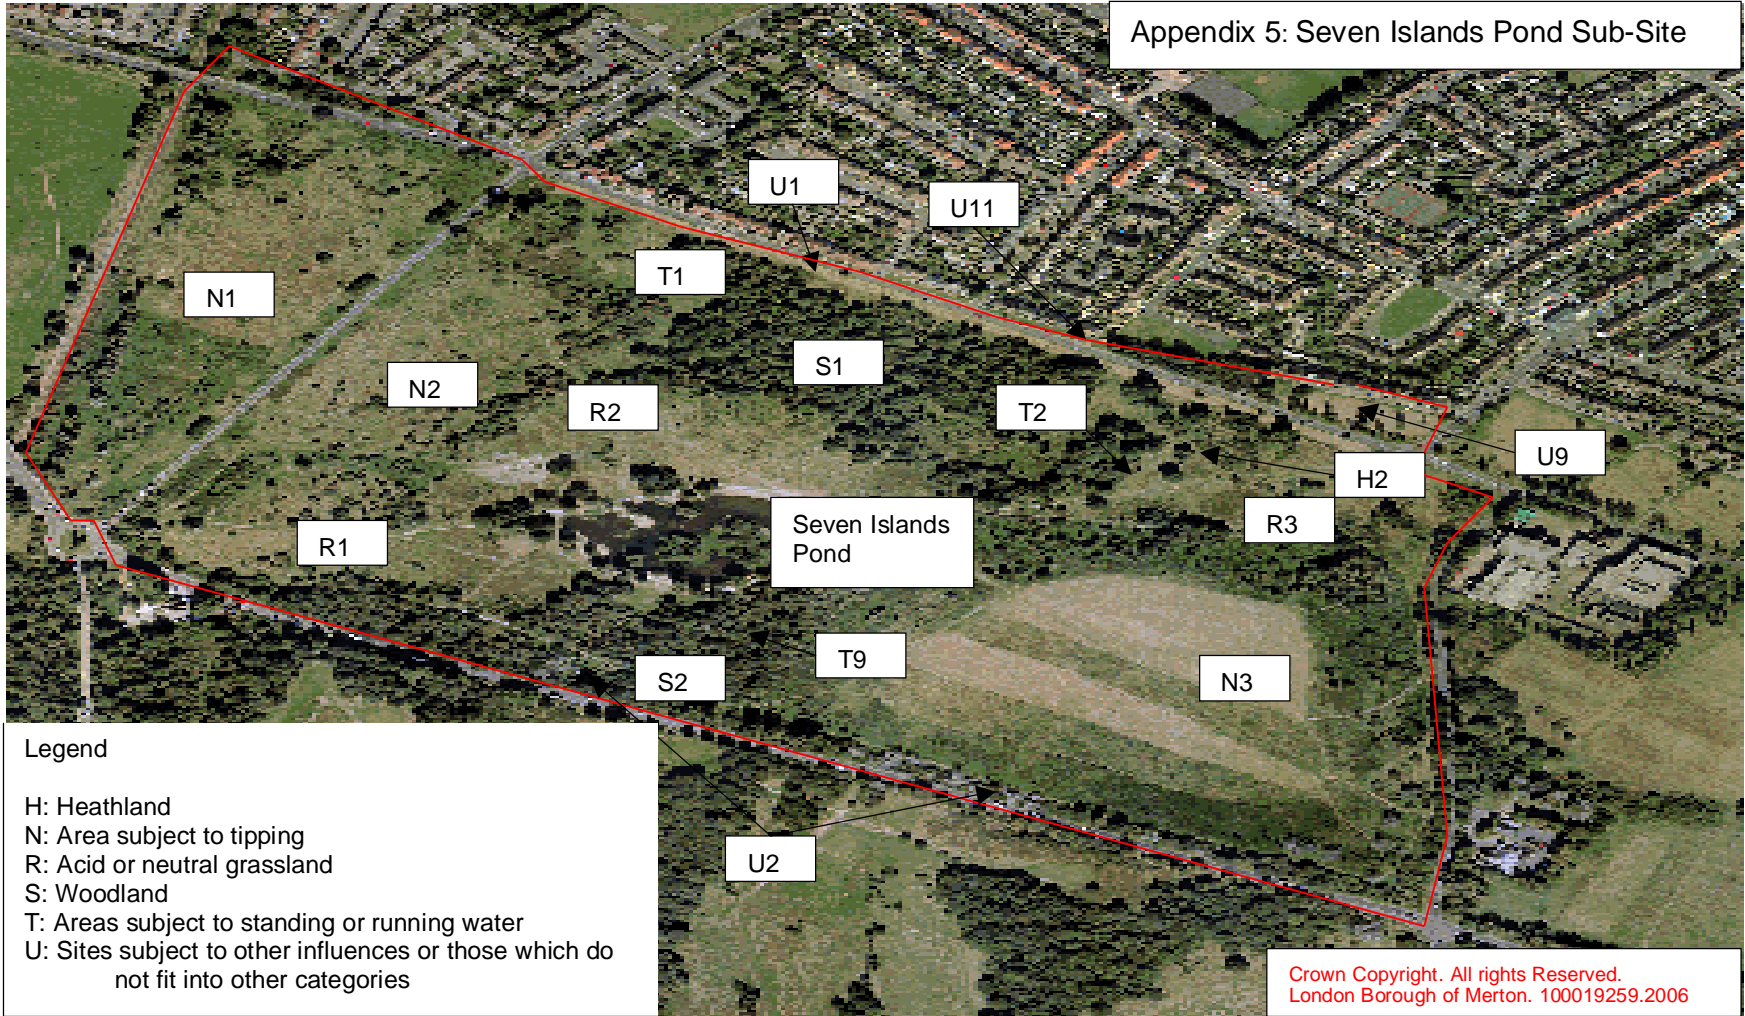 Appendix 5: Seven Islands Pond Sub-Site
U1
U11
T1
N1
S1
N2
R2
T2
U9
H2
R3
R1
Seven Islands
Pond
T9
S2
N3
U2
Legend
H: Heathland
N: Area subject to tipping
R: Acid or neutral grassland
S: Woodland
T: Areas subject to standing or running water
U: Sites subject to other influences or those which do
not fit into other categories
Crown Copyright. All rights Reserved.
London Borough of Merton. 100019259.2006